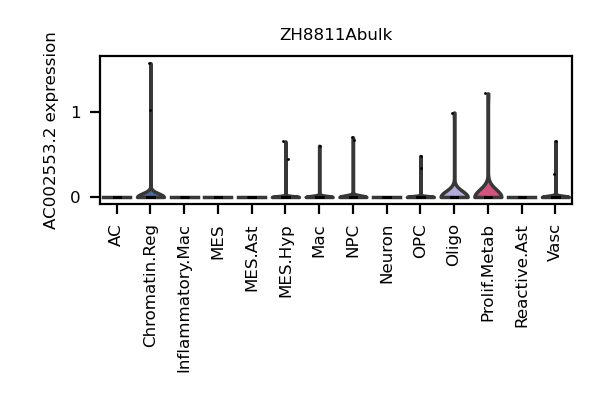 ZH8811Abulk
AC002553.2 expression
1
0
AC
Chromatin.Reg
Inflammatory.Mac
MES
MES.Ast
MES.Hyp
Mac
NPC
Neuron
OPC
Oligo
Prolif.Metab
Reactive.Ast
Vasc